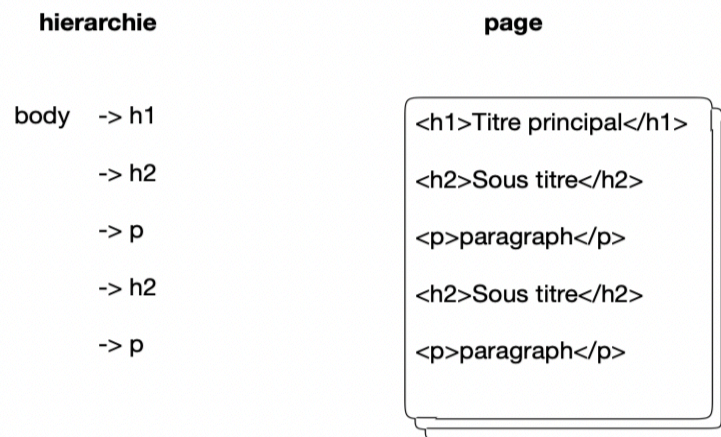 hierarchie page
body -> h1 <h1>Titre principal</h1>
-> h2 <h2>Sous titre</h2>
-> p <p>paragraph</p>
-> h2 <h2>Sous titre</h2>
-> p <p>paragraph</p>